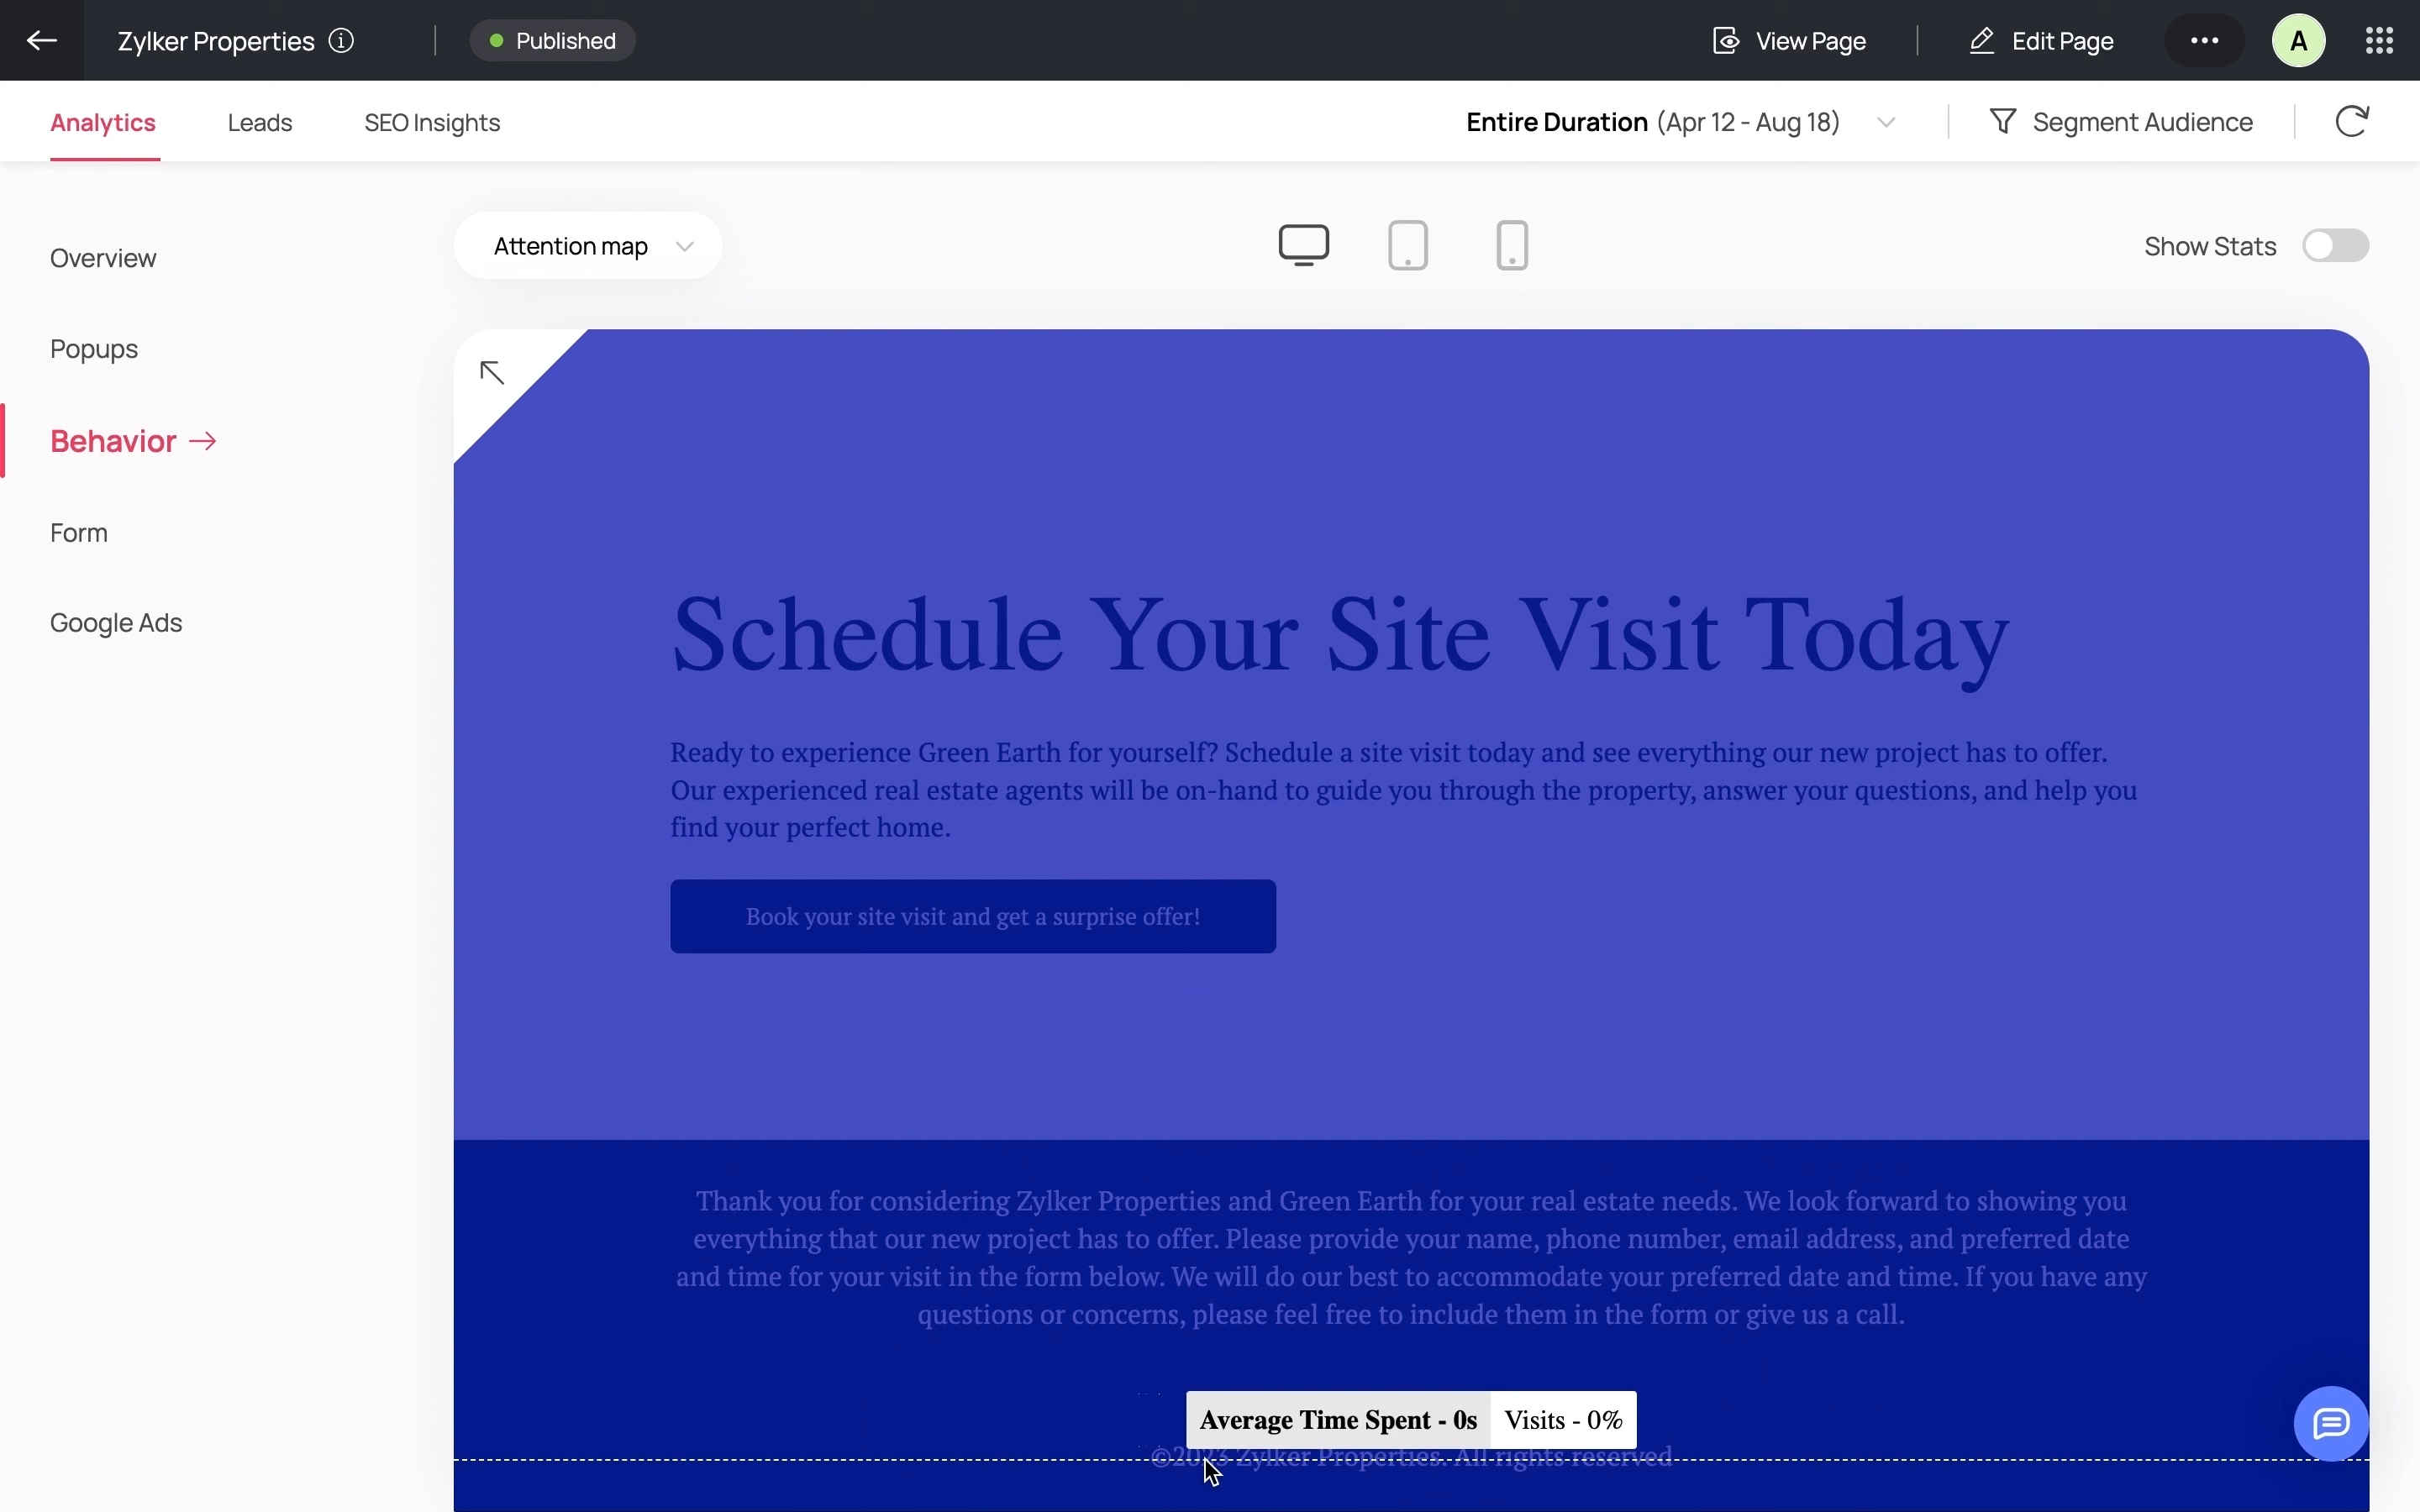 Zylker Properties
Published
View Page
Edit Page
A
Analytics
Leads
SEO Insights
Entire Duration (Apr 12 - Aug 18)
Segment Audience
Overview
Popups
Behavior
Form
Google Ads
Attention map
Show Stats
Schedule Your Site Visit Today
Ready to experience Green Earth for yourself? Schedule a site visit today and see everything our new project has to offer.
Our experienced real estate agents will be on-hand to guide you through the property, answer your questions, and help you
find your perfect home.
Book your site visit and get a surprise offer!
Thank you for considering Zylker Properties and Green Earth for your real estate needs. We look forward to showing you
everything that our new project has to offer. Please provide your name, phone number, email address, and preferred date
and time for your visit in the form below. We will do our best to accommodate your preferred date and time. If you have any
questions or concerns, please feel free to include them in the form or give us a call.
Average Time Spent - 0s Visits - 0%
©2023 Zylker Properties. All rights reserved